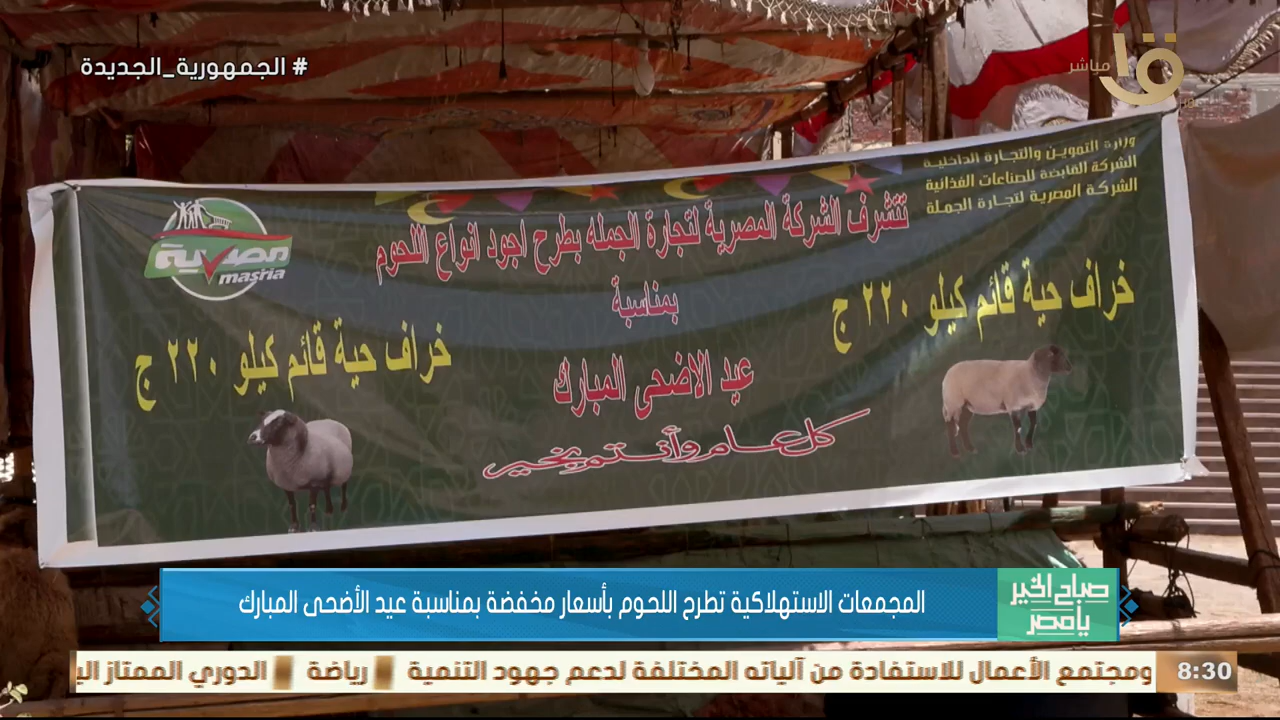 # الجمهورية_الجديدة
مباشر
وزارة التموين والتجارة الداخلية
الشركة القابضة للصناعات الغذائية
الشركة المصرية لتجارة الجملة
مصرية
masria
تتشرف الشركة المصرية لتجارة الجمله بطرح اجود انواع اللحوم
بمناسبة
خراف حية قائم كيلو ٢٢٠ ج
خراف حية قائم كيلو ٢٢٠ ج
عيد الاضحى المبارك
كل عام وأنتم بخير
صباح الخير
يا مصر
المجمعات الاستهلاكية تطرح اللحوم بأسعار مخفضة بمناسبة عيد الأضحى المبارك
8:30
ومجتمع الأعمال للاستفادة من آلياته المختلفة لدعم جهود التنمية رياضة الدوري الممتاز